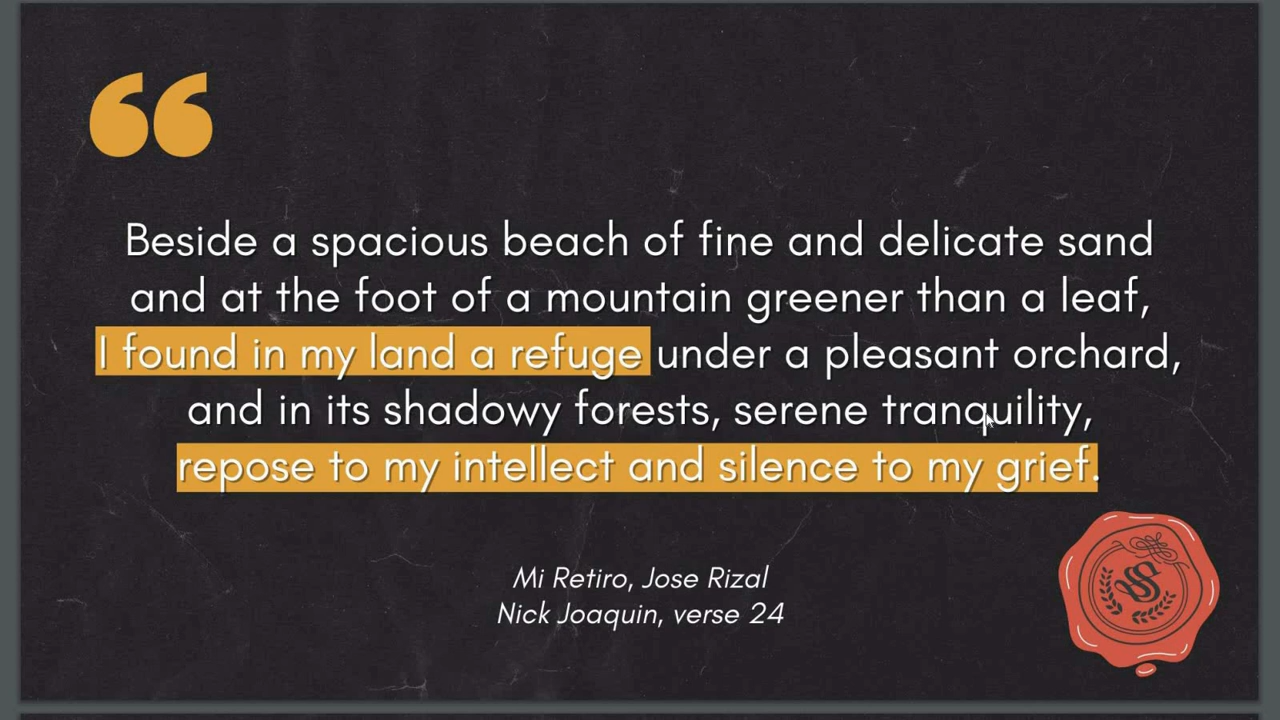 Beside a spacious beach of fine and delicate sand
and at the foot of a mountain greener than a leaf,
I found in my land a refuge under a pleasant orchard,
and in its shadowy forests, serene tranquility,
repose to my intellect and silence to my grief.
Mi Retiro, Jose Rizal
Nick Joaquin, verse 24